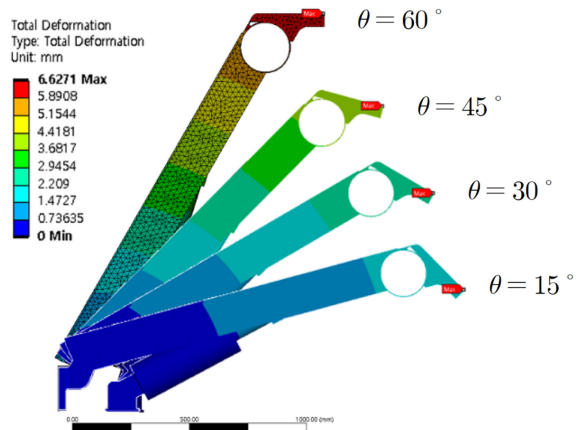 Total Deformation
Type: Total Deformation
Unit: mm
6.6271 Max
5.8908
5.1544
4.4181
3.6817
2.9454
2.209
1.4727
0.73635
0 Min
Max
θ = 60°
Max
θ = 45°
Max
θ = 30°
Max
θ = 15°
0.00 500.00 1000.00 (mm)